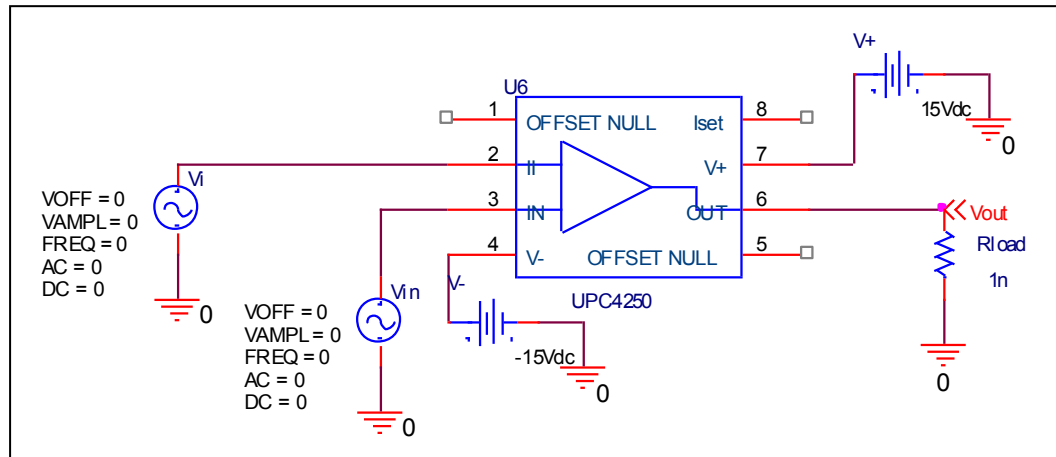 V+
U6
1
OFFSET NULL
Iset
8
15Vdc
0
2
II
V+
7
Vi
VOFF = 0
VAMPL = 0
FREQ = 0
AC = 0
DC = 0
0
3
IN
OUT
6
Vout
4
V-
OFFSET NULL
5
Rload
1n
0
V-
UPC4250
-15Vdc
0
Vin
VOFF = 0
VAMPL = 0
FREQ = 0
AC = 0
DC = 0
0